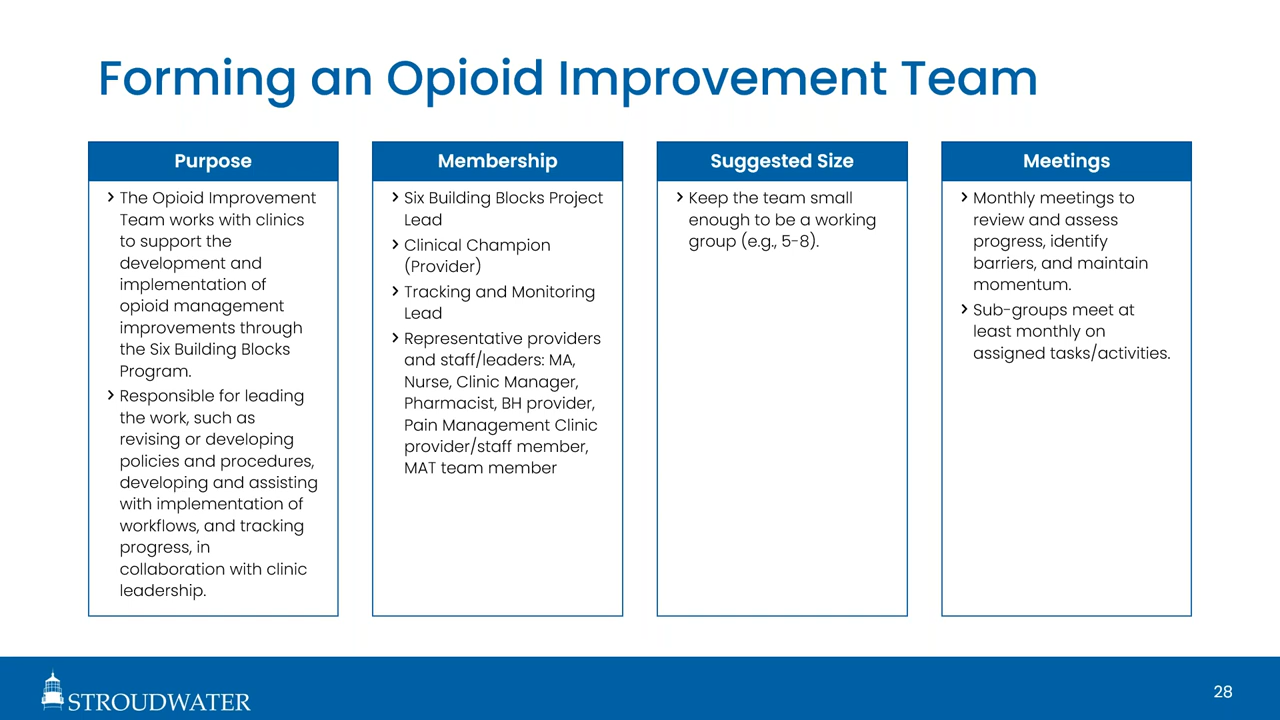 Forming an Opioid Improvement Team
Purpose
› The Opioid Improvement
Team works with clinics
to support the
development and
implementation of
opioid management
improvements through
the Six Building Blocks
Program.
› Responsible for leading
the work, such as
revising or developing
policies and procedures,
developing and assisting
with implementation of
workflows, and tracking
progress, in
collaboration with clinic
leadership.
Membership
› Six Building Blocks Project
Lead
› Clinical Champion
(Provider)
› Tracking and Monitoring
Lead
› Representative providers
and staff/leaders: MA,
Nurse, Clinic Manager,
Pharmacist, BH provider,
Pain Management Clinic
provider/staff member,
MAT team member
Suggested Size
› Keep the team small
enough to be a working
group (e.g., 5-8).
Meetings
› Monthly meetings to
review and assess
progress, identify
barriers, and maintain
momentum.
› Sub-groups meet at
least monthly on
assigned tasks/activities.
STROUDWATER
28